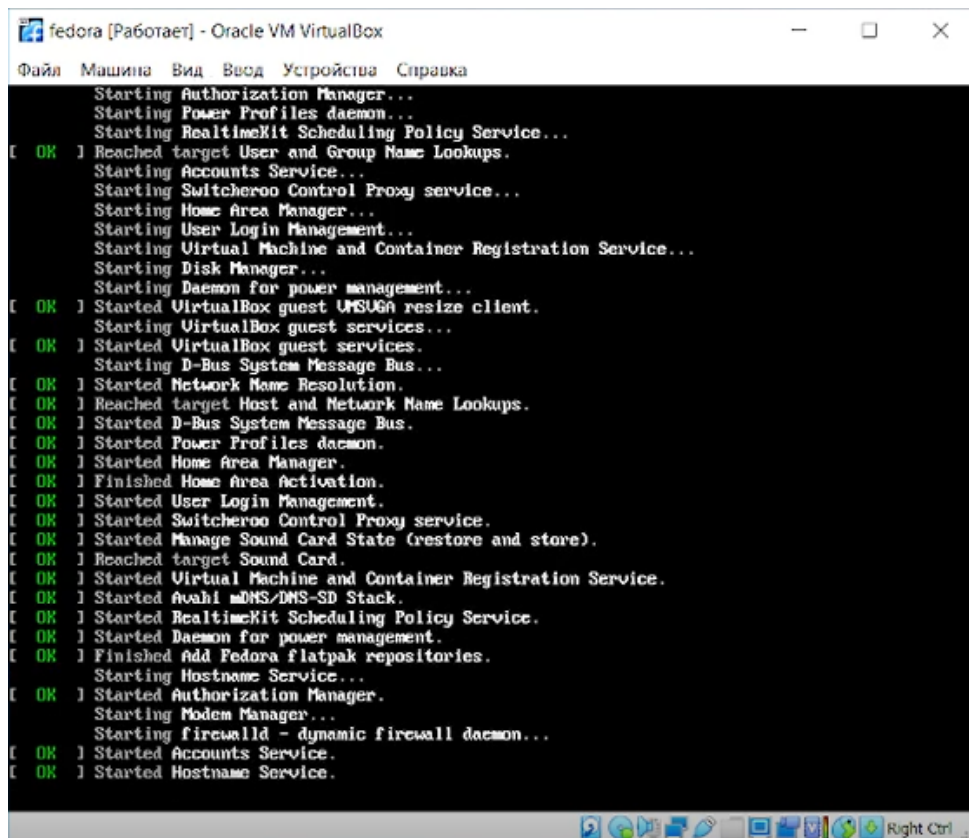 fedora [Работает] - Oracle VM VirtualBox
Файл Машина Вид Ввод Устройства Справка
Starting Authorization Manager...
Starting Power Profiles daemon...
Starting RealtimeKit Scheduling Policy Service...
[ OK ] Reached target User and Group Name Lookups.
Starting Accounts Service...
Starting Switcheroo Control Proxy service...
Starting Home Area Manager...
Starting User Login Management...
Starting Virtual Machine and Container Registration Service...
Starting Disk Manager...
Starting Daemon for power management...
[ OK ] Started VirtualBox guest VMSVGA resize client.
Starting VirtualBox guest services...
[ OK ] Started VirtualBox guest services.
Starting D-Bus System Message Bus...
[ OK ] Started Network Name Resolution.
[ OK ] Reached target Host and Network Name Lookups.
[ OK ] Started D-Bus System Message Bus.
[ OK ] Started Power Profiles daemon.
[ OK ] Started Home Area Manager.
[ OK ] Finished Home Area Activation.
[ OK ] Started User Login Management.
[ OK ] Started Switcheroo Control Proxy service.
[ OK ] Started Manage Sound Card State (restore and store).
[ OK ] Reached target Sound Card.
[ OK ] Started Virtual Machine and Container Registration Service.
[ OK ] Started Avahi mDNS/DNS-SD Stack.
[ OK ] Started RealtimeKit Scheduling Policy Service.
[ OK ] Started Daemon for power management.
[ OK ] Finished Add Fedora flatpak repositories.
Starting Hostname Service...
[ OK ] Started Authorization Manager.
Starting Modem Manager...
Starting firewalld - dynamic firewall daemon...
[ OK ] Started Accounts Service.
[ OK ] Started Hostname Service.
Right Ctrl